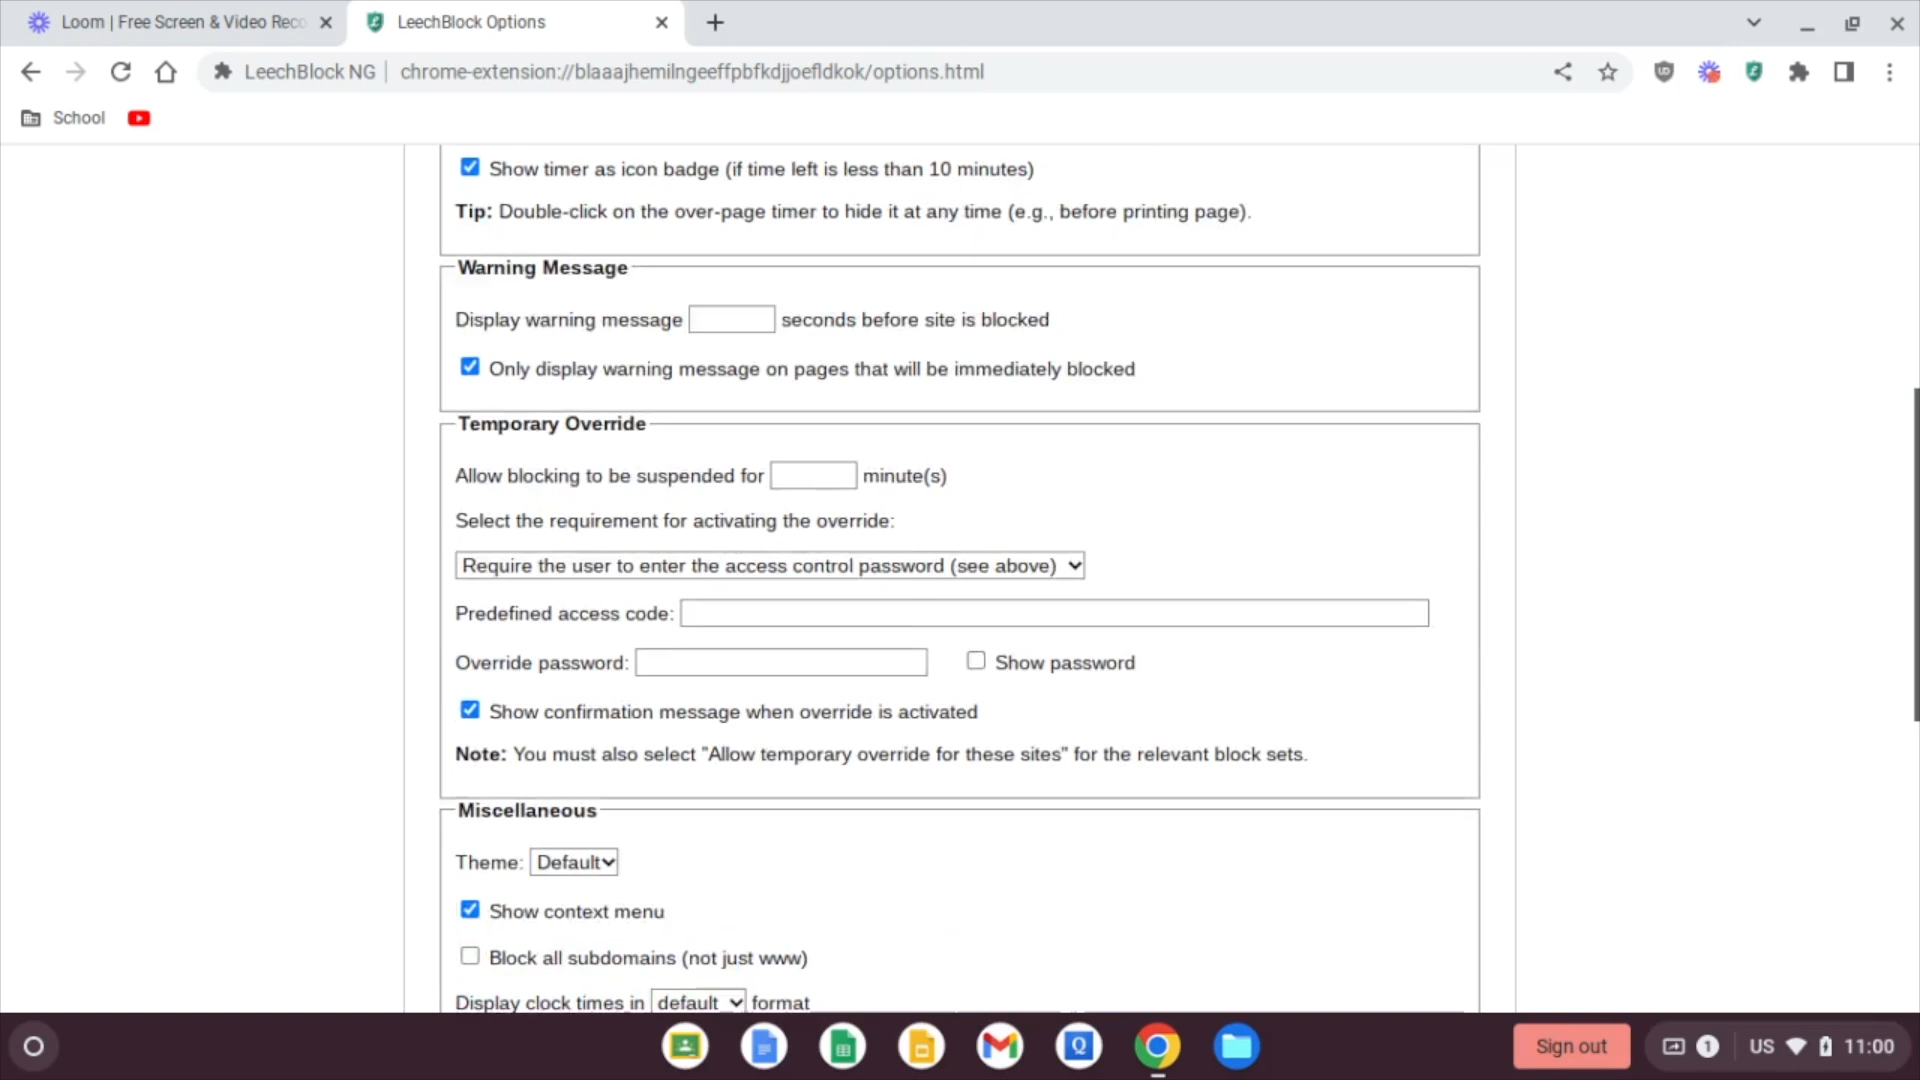 Loom | Free Screen & Video Reco
LeechBlock Options
LeechBlock NG
chrome-extension://blaaajhemilngeeffpbfkdjjoefldkok/options.html
School
Show timer as icon badge (if time left is less than 10 minutes)
Tip: Double-click on the over-page timer to hide it at any time (e.g., before printing page).
Warning Message
Display warning message seconds before site is blocked
Only display warning message on pages that will be immediately blocked
Temporary Override
Allow blocking to be suspended for minute(s)
Select the requirement for activating the override:
Require the user to enter the access control password (see above)
Predefined access code:
Override password: Show password
Show confirmation message when override is activated
Note: You must also select "Allow temporary override for these sites" for the relevant block sets.
Miscellaneous
Theme: Default
Show context menu
Block all subdomains (not just www)
Display clock times in default format
Sign out
1
US
11:00